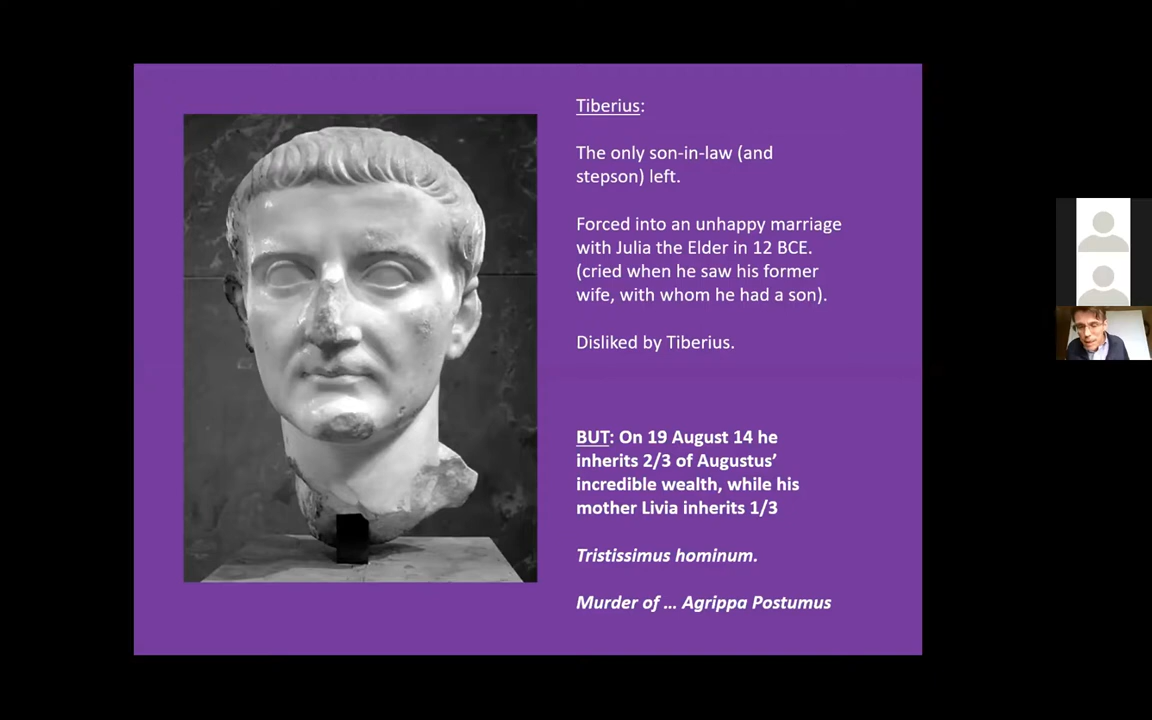 Tiberius:
The only son-in-law (and
stepson) left.
Forced into an unhappy marriage
with Julia the Elder in 12 BCE.
(cried when he saw his former
wife, with whom he had a son).
Disliked by Tiberius.
BUT: On 19 August 14 he
inherits 2/3 of Augustus’
incredible wealth, while his
mother Livia inherits 1/3
Tristissimus hominum.
Murder of … Agrippa Postumus